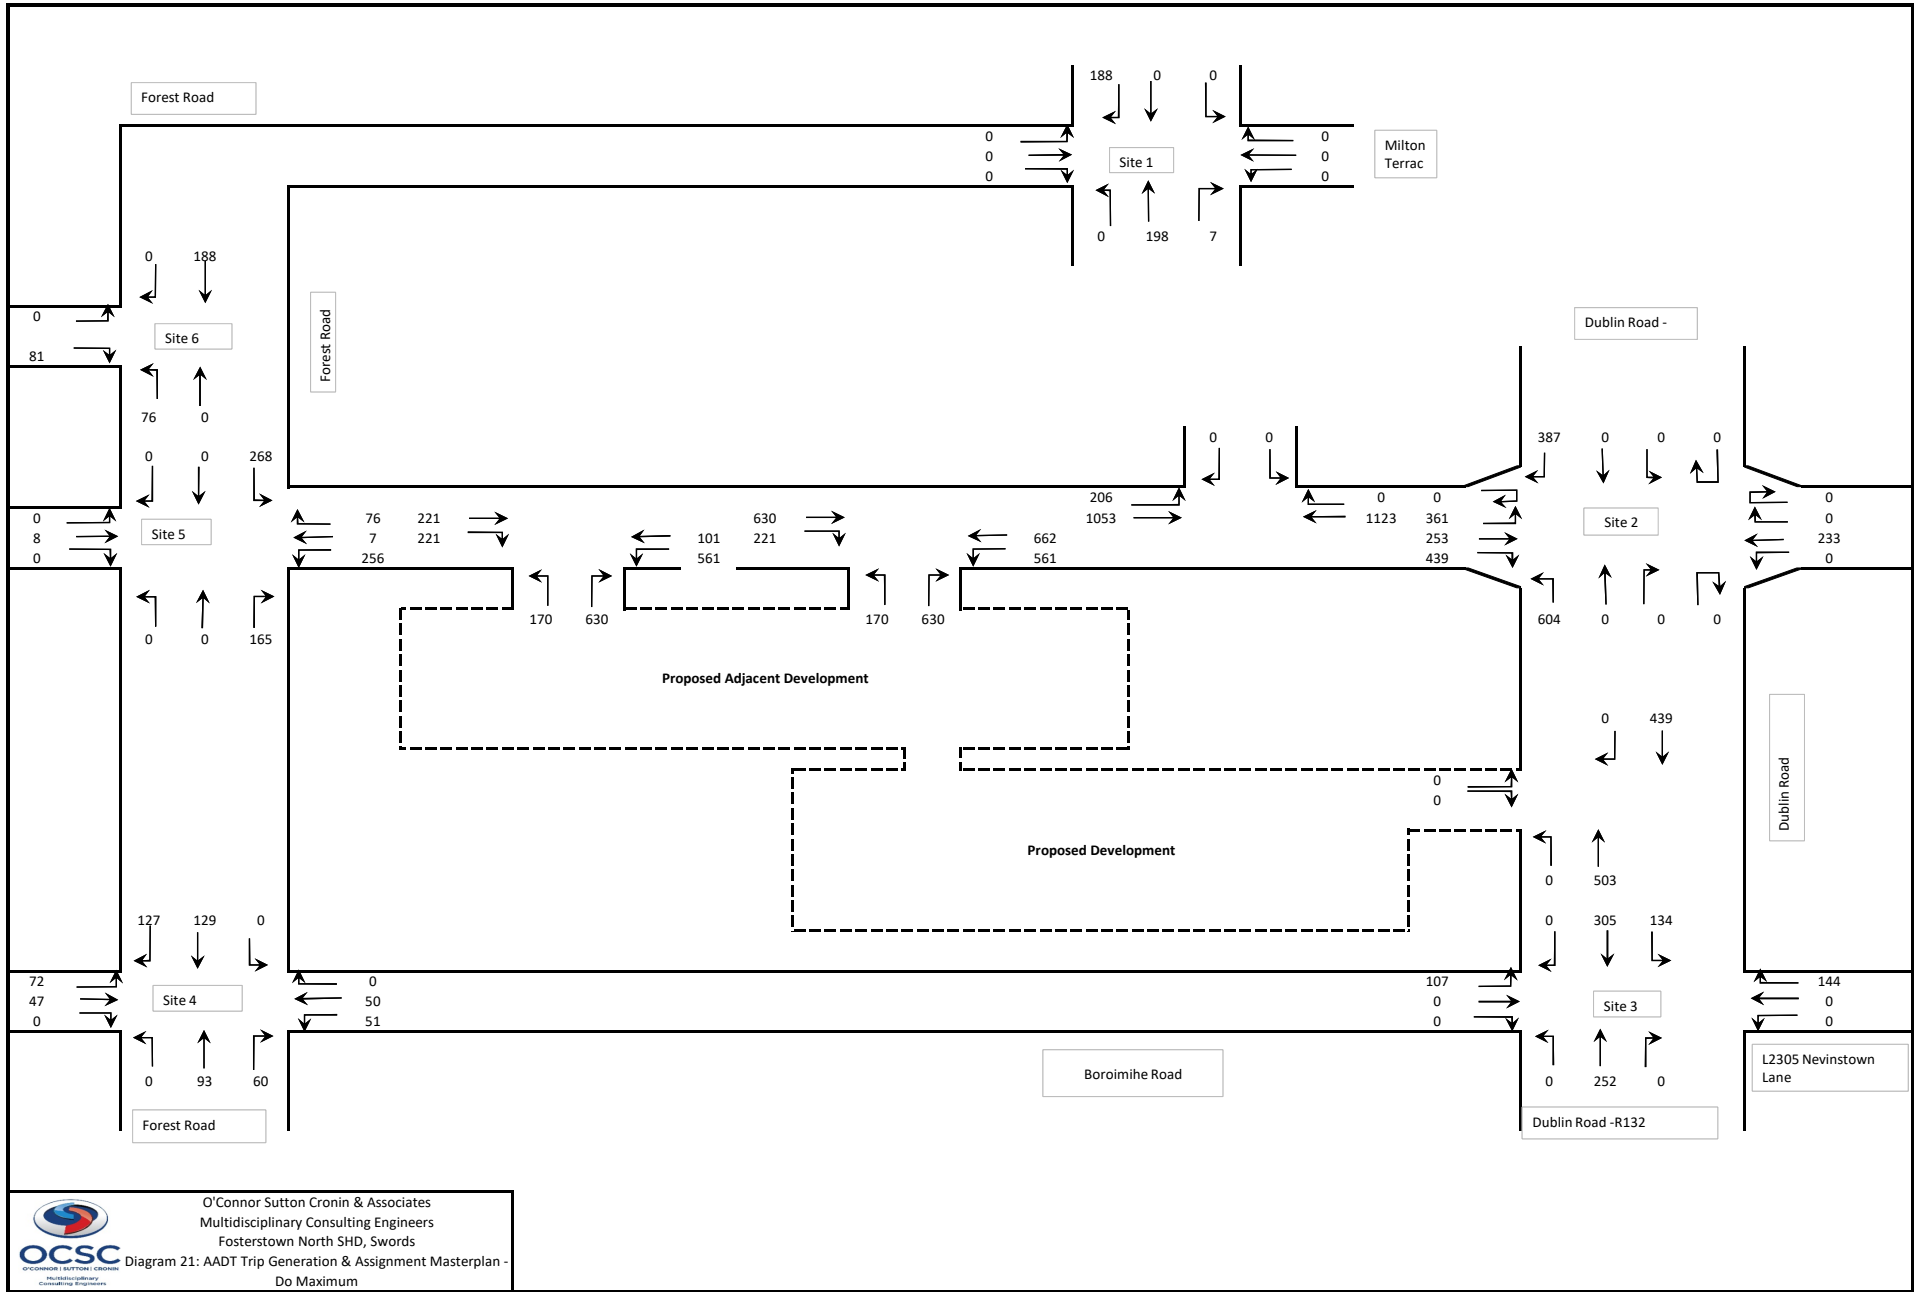 188 0 0
Forest Road
0 0
0 Site 1 0
0 0
Milton
Terrac
0 198 7
0 188
0
Site 6
81
76 0
Forest Road
Dublin Road -
0 0 268
0 0
387 0 0 0
0
8
0
Site 5
76 221
7 221
256
630
101 221
561
662
561
206
1053
0 0
1123 361
253
439
Site 2
0
0
233
0
0 0 165
170 630
170 630
604 0 0 0
Proposed Adjacent Development
0 439
0
0
Dublin Road
Proposed Development
0 503
127 129 0
0 305 134
72
47
0
Site 4
0
50
51
107
0
0
Site 3
144
0
0
0 93 60
Boroimihe Road
0 252 0
L2305 Nevinstown
Lane
Forest Road
Dublin Road -R132
OCSC
O'CONNOR | SUTTON | CRONIN
Multidisciplinary
Consulting Engineers
O'Connor Sutton Cronin & Associates
Multidisciplinary Consulting Engineers
Fosterstown North SHD, Swords
Diagram 21: AADT Trip Generation & Assignment Masterplan -
Do Maximum